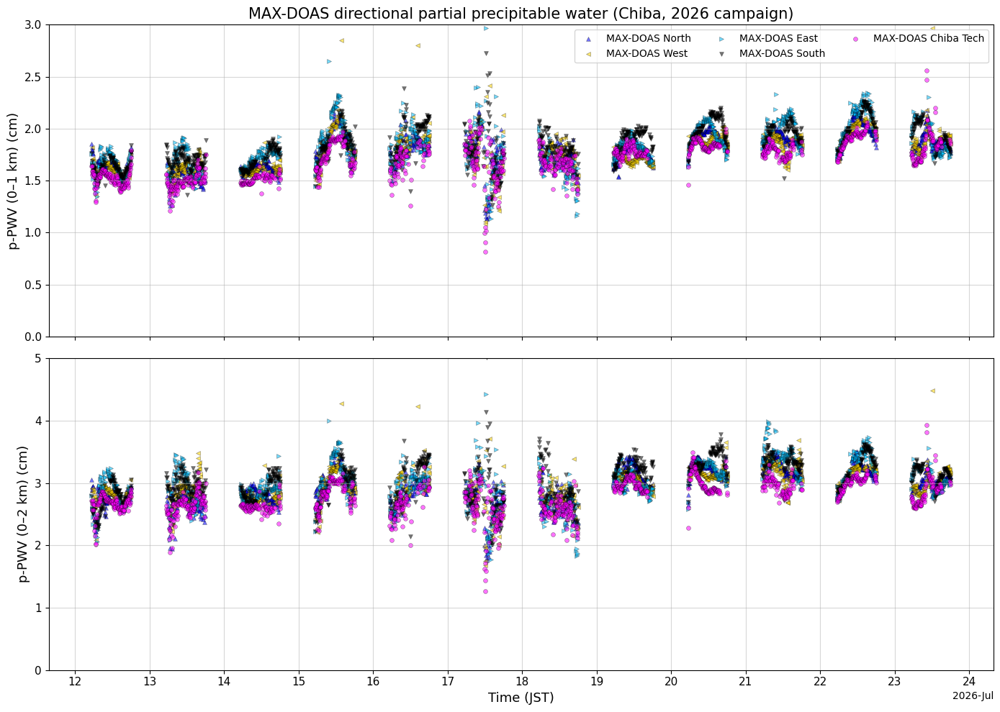 MAX-DOAS directional partial precipitable water (Chiba, 2026 campaign)
p-PWV (0–1 km) (cm)
3.0
2.5
2.0
1.5
1.0
0.5
0.0
MAX-DOAS North
MAX-DOAS West
MAX-DOAS East
MAX-DOAS South
MAX-DOAS Chiba Tech
p-PWV (0–2 km) (cm)
5
4
3
2
1
0
12 13 14 15 16 17 18 19 20 21 22 23 24
Time (JST)
2026-Jul